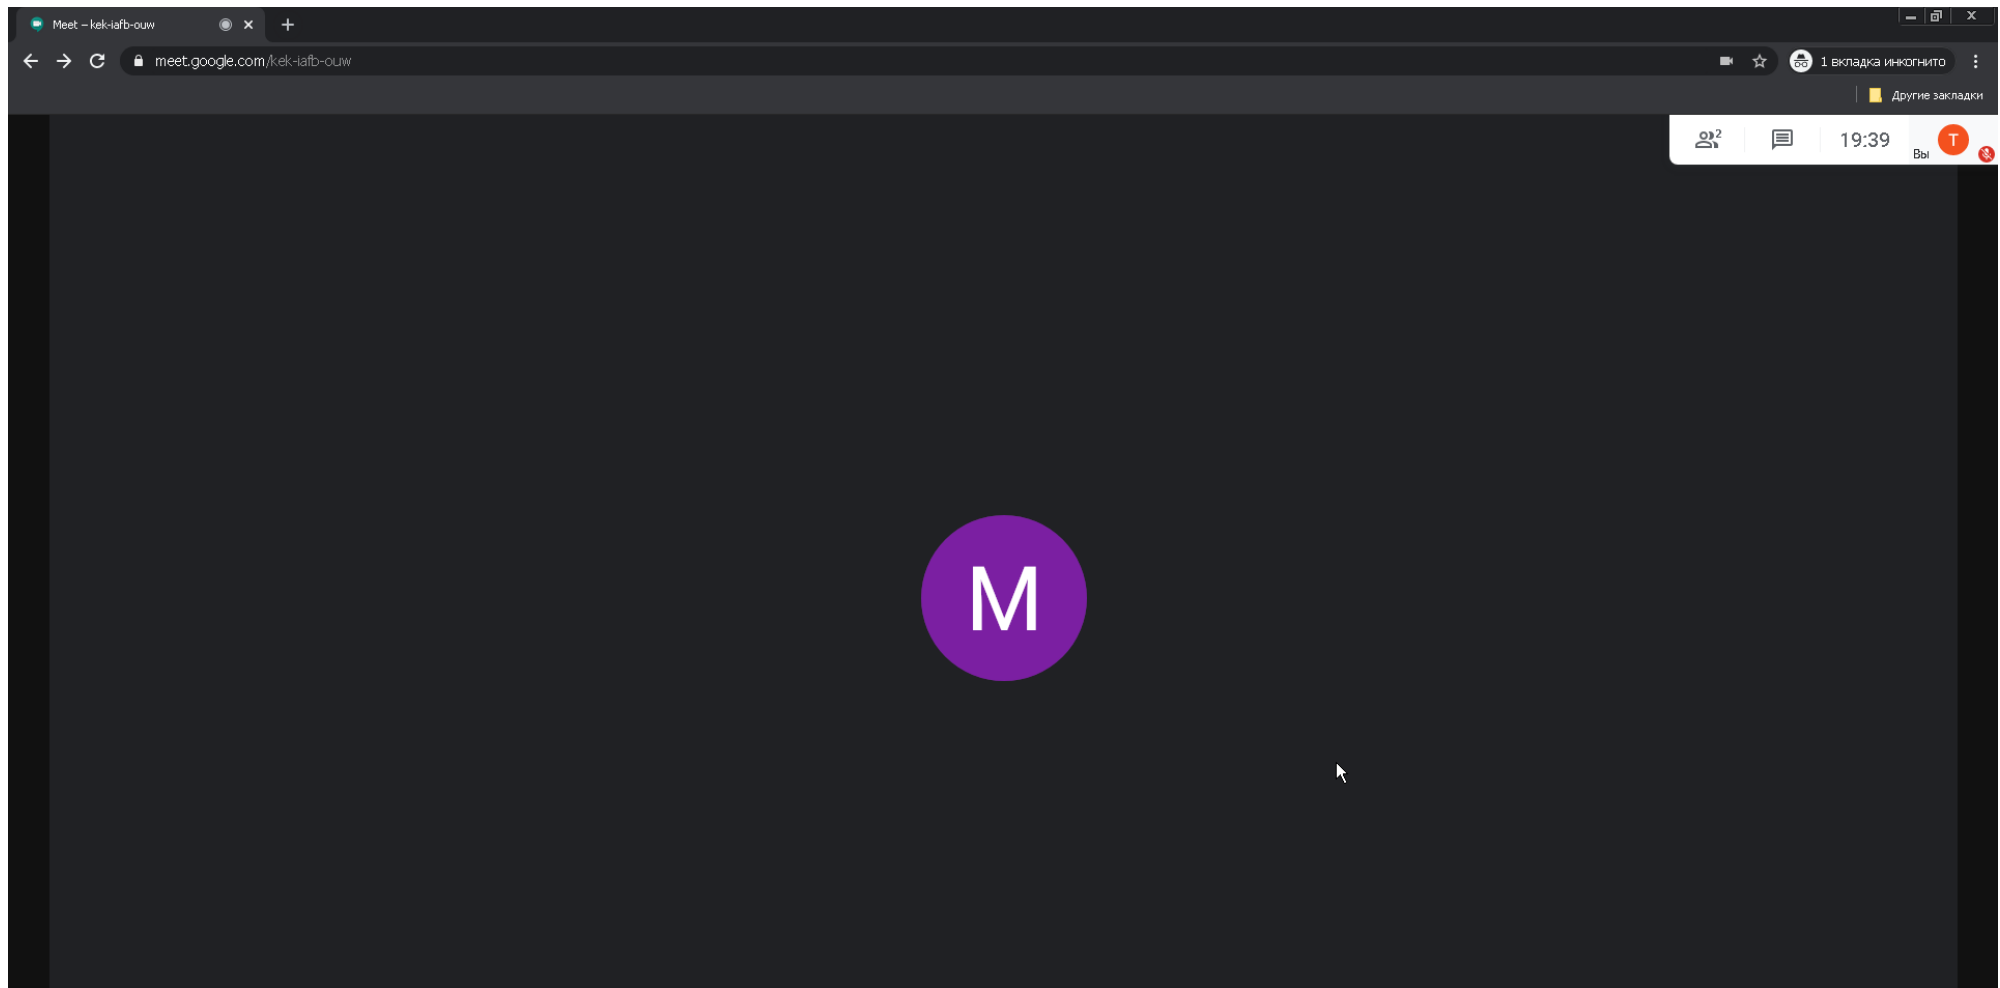 Meet – kek-iafb-ouw
meet.google.com/kek-iafb-ouw
1 вкладка инкогнито
Другие закладки
2
19:39
Вы
T
M